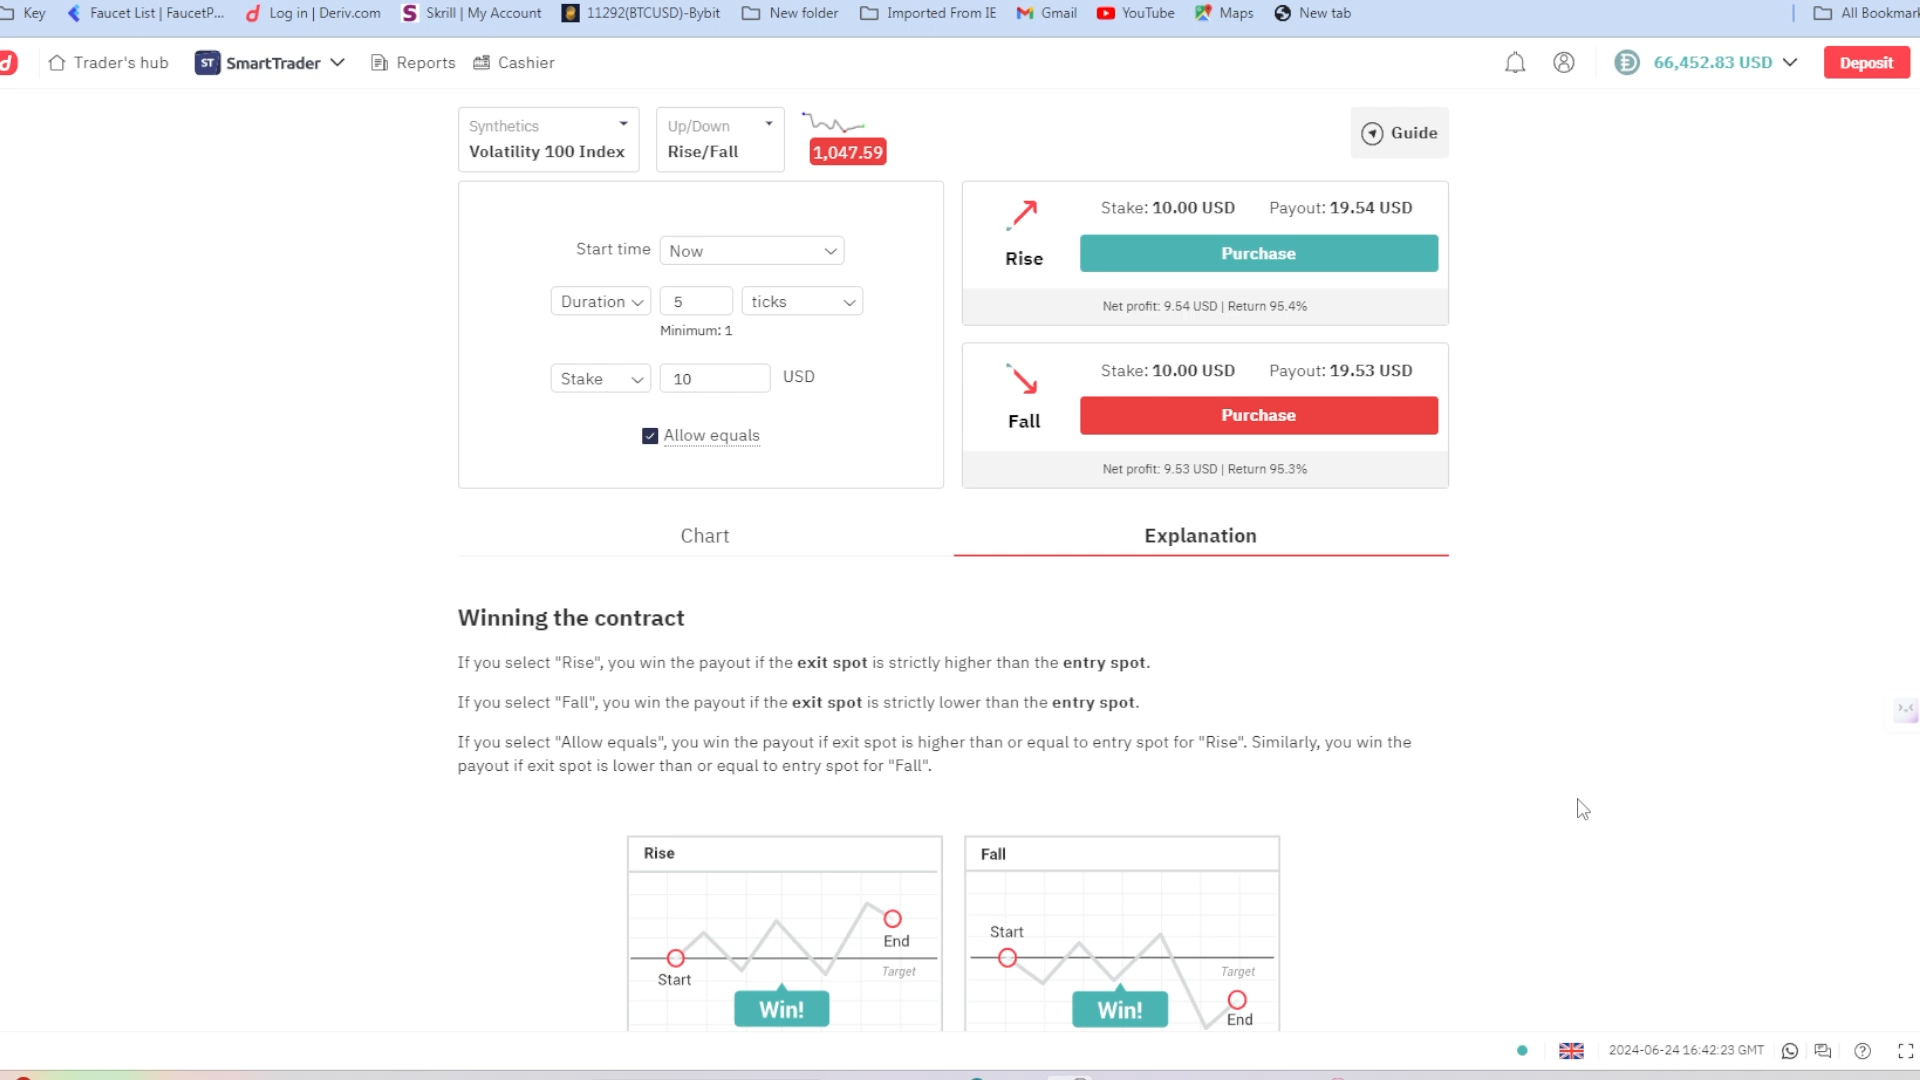 Key
Faucet List | FaucetP...
Log in | Deriv.com
Skrill | My Account
11292(BTCUSD)-Bybit
New folder
Imported From IE
Gmail
YouTube
Maps
New tab
All Bookmark
Trader's hub
ST SmartTrader
Reports
Cashier
66,452.83 USD
Deposit
Synthetics
Volatility 100 Index
Up/Down
Rise/Fall
1,047.59
Guide
Start time Now
Duration 5 ticks
Minimum: 1
Stake 10 USD
Allow equals
Stake: 10.00 USD Payout: 19.54 USD
Rise
Purchase
Net profit: 9.54 USD | Return 95.4%
Stake: 10.00 USD Payout: 19.53 USD
Fall
Purchase
Net profit: 9.53 USD | Return 95.3%
Chart
Explanation
Winning the contract
If you select "Rise", you win the payout if the exit spot is strictly higher than the entry spot.
If you select "Fall", you win the payout if the exit spot is strictly lower than the entry spot.
If you select "Allow equals", you win the payout if exit spot is higher than or equal to entry spot for "Rise". Similarly, you win the
payout if exit spot is lower than or equal to entry spot for "Fall".
Rise
End
Target
Start
Win!
Fall
Start
Target
Win!
End
2024-06-24 16:42:23 GMT